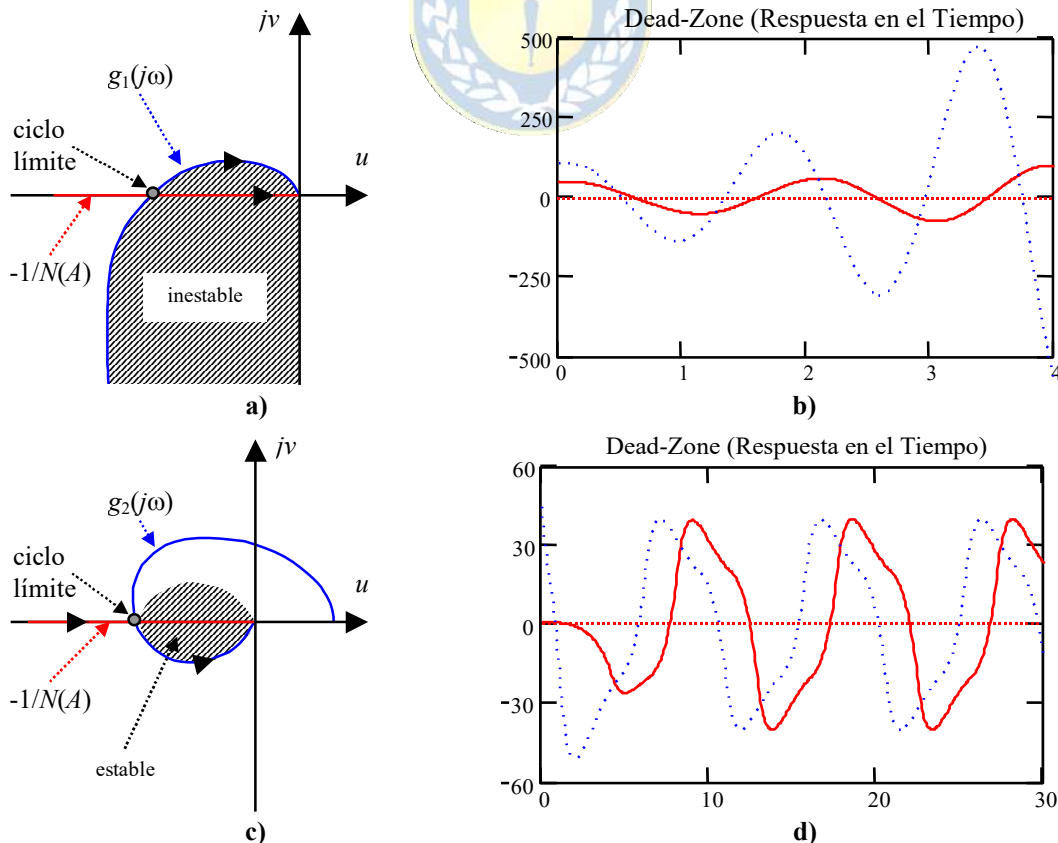 jv
g1(jω)
ciclo
límite
u
-1/N(A)
inestable
a)
Dead-Zone (Respuesta en el Tiempo)
500
250
0
−250
−500
0 1 2 3 4
b)
jv
g2(jω)
ciclo
límite
u
-1/N(A)
estable
c)
Dead-Zone (Respuesta en el Tiempo)
60
30
0
−30
−60
0 10 20 30
d)